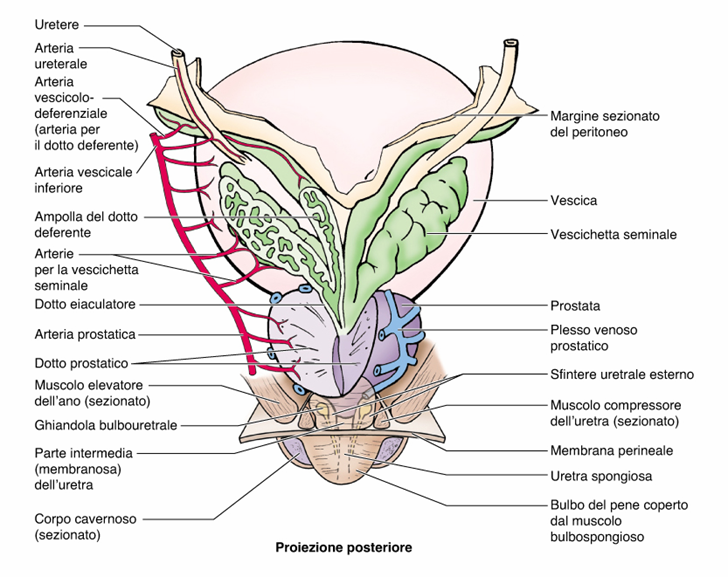 Uretere
Arteria
ureterale
Arteria
vescicolo-
deferenziale
(arteria per
il dotto deferente)
Arteria vescicale
inferiore
Ampolla del dotto
deferente
Arterie
per la vescichetta
seminale
Dotto eiaculatore
Arteria prostatica
Dotto prostatico
Muscolo elevatore
dell'ano (sezionato)
Ghiandola bulbouretrale
Parte intermedia
(membranosa)
dell'uretra
Corpo cavernoso
(sezionato)
Margine sezionato
del peritoneo
Vescica
Vescichetta seminale
Prostata
Plesso venoso
prostatico
Sfintere uretrale esterno
Muscolo compressore
dell'uretra (sezionato)
Membrana perineale
Uretra spongiosa
Bulbo del pene coperto
dal muscolo
bulbospongioso
Proiezione posteriore